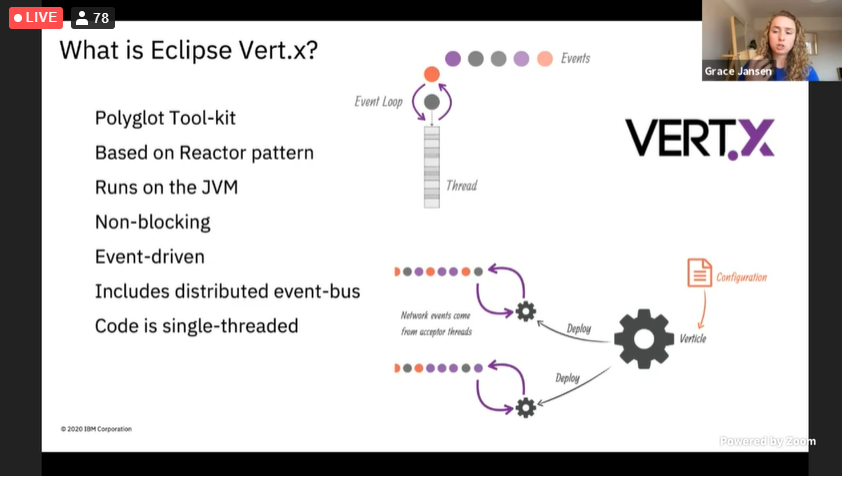 LIVE
78
What is Eclipse Vert.x?
Events
Grace Jansen
Event Loop
Polyglot Tool-kit
Based on Reactor pattern
Runs on the JVM
Non-blocking
Event-driven
Includes distributed event-bus
Code is single-threaded
VERT.X
Thread
Configuration
Network events come
from acceptor threads
Deploy
Verticle
Deploy
© 2020 IBM Corporation
Powered by Zoom